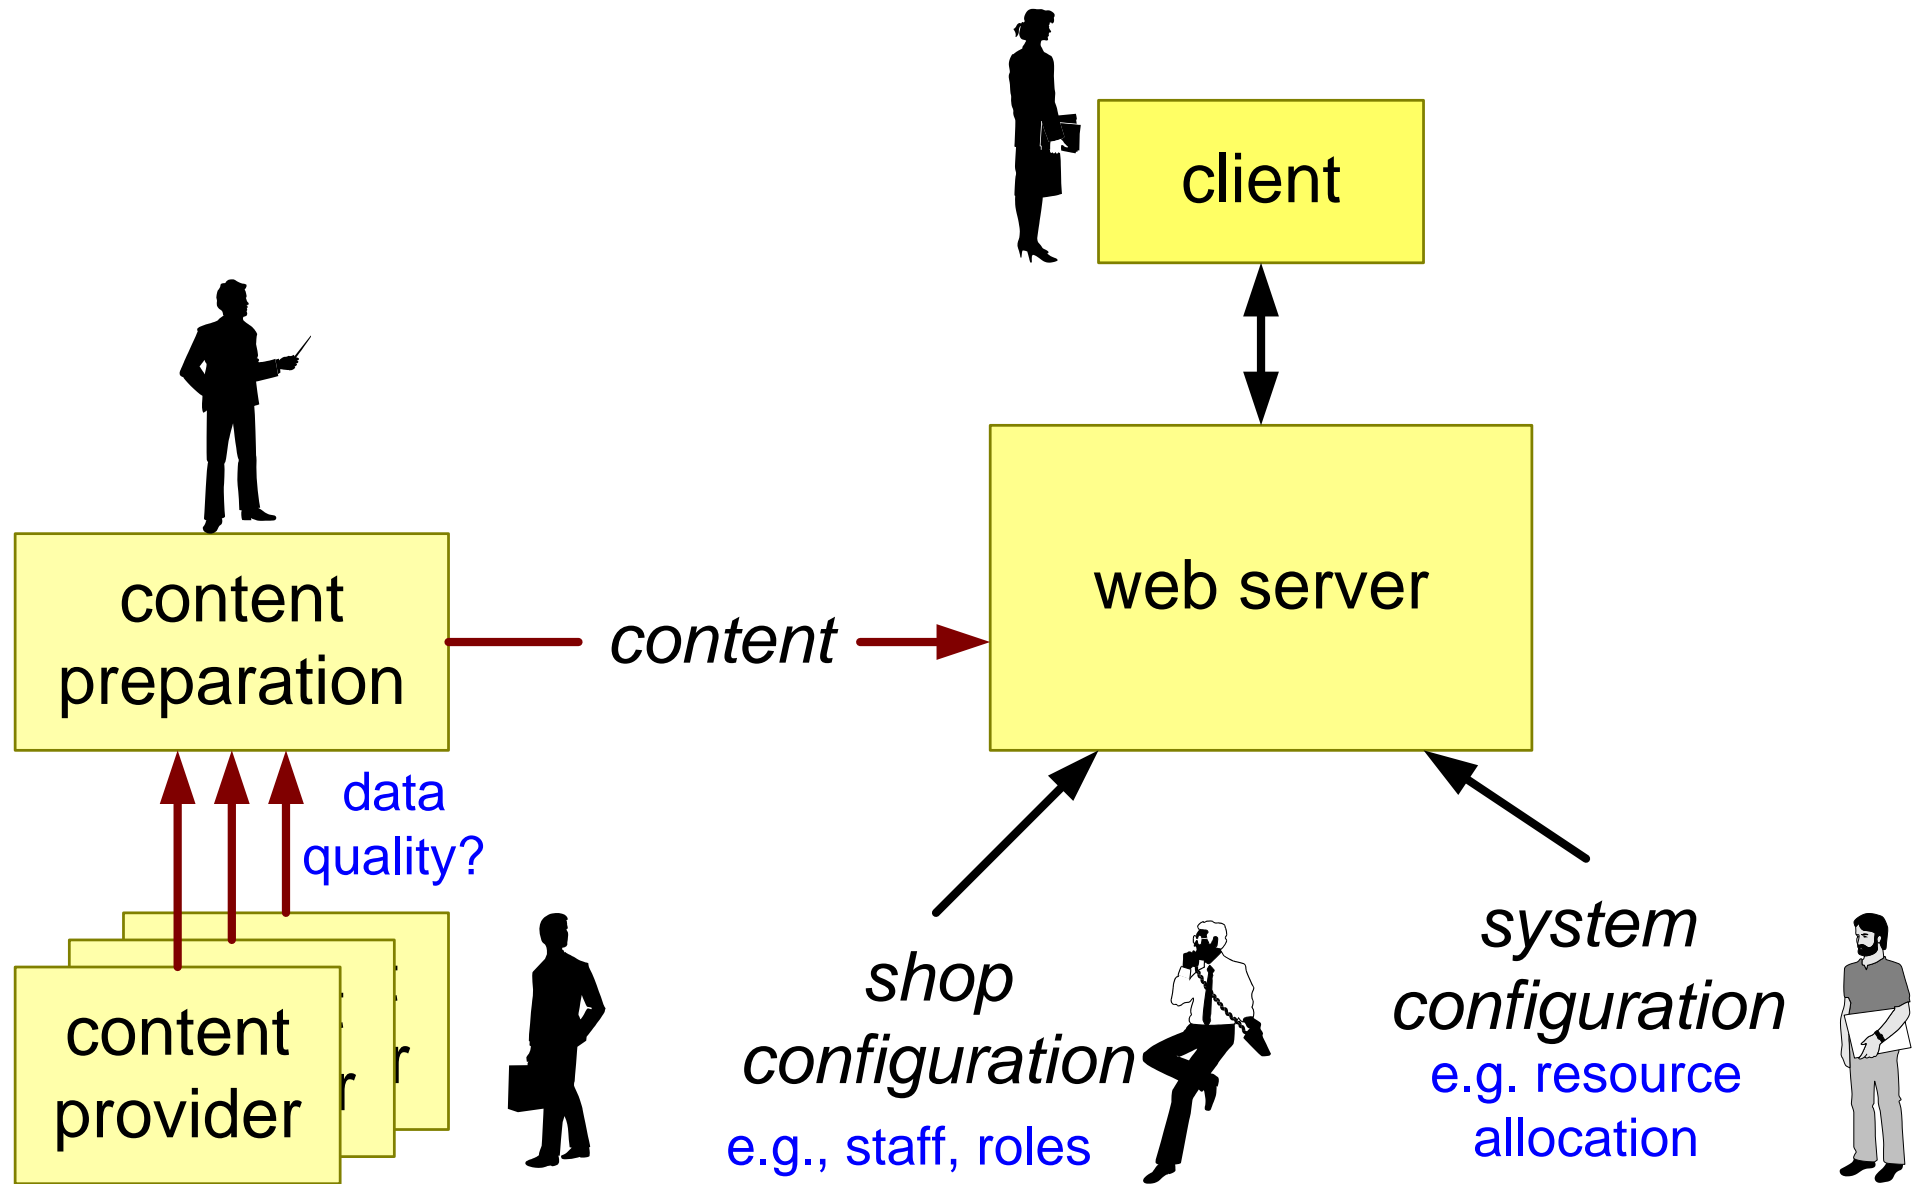 client
content
preparation
content
web server
data
quality?
content
provider
shop
configuration
e.g., staff, roles
system
configuration
e.g. resource
allocation